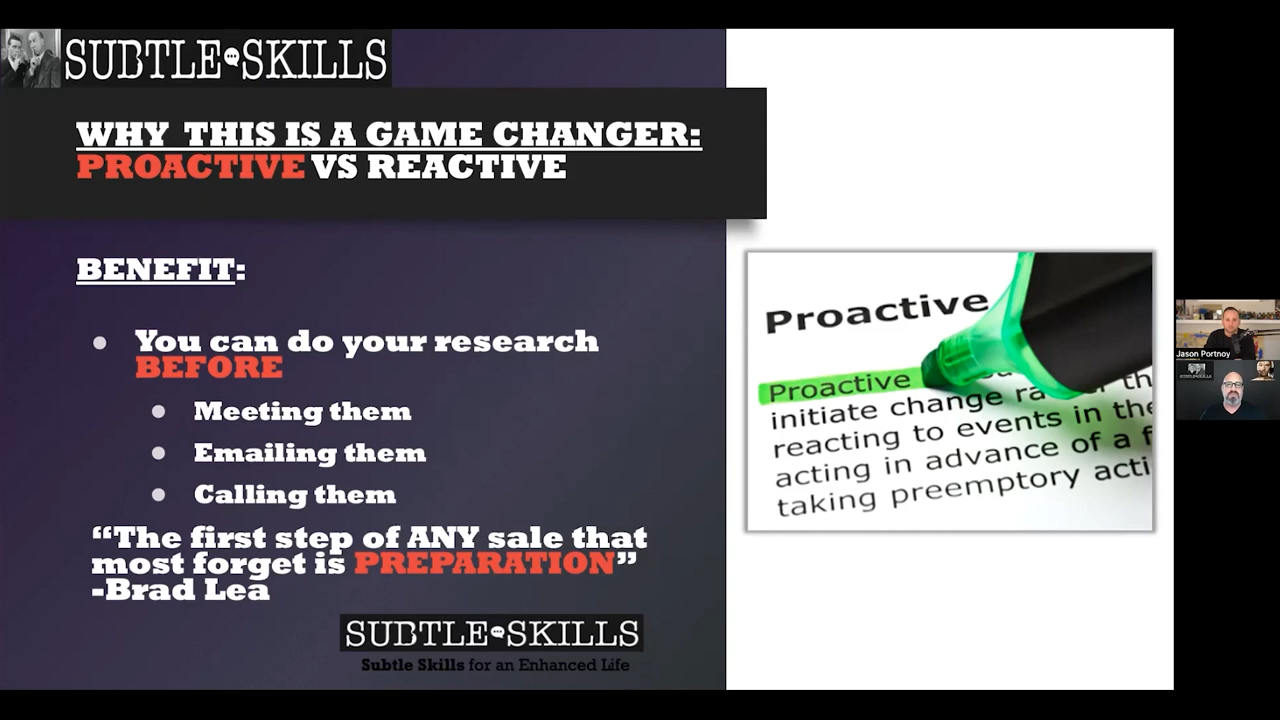 SUBTLE SKILLS
WHY THIS IS A GAME CHANGER:
PROACTIVE VS REACTIVE
BENEFIT:
You can do your research
BEFORE
Meeting them
Emailing them
Calling them
“The first step of ANY sale that
most forget is PREPARATION”
-Brad Lea
SUBTLE SKILLS
Subtle Skills for an Enhanced Life
Proactive
Proactive
initiate change th
reacting to events in the
acting in advance of a f
taking preemptory acti
Jason Portnoy